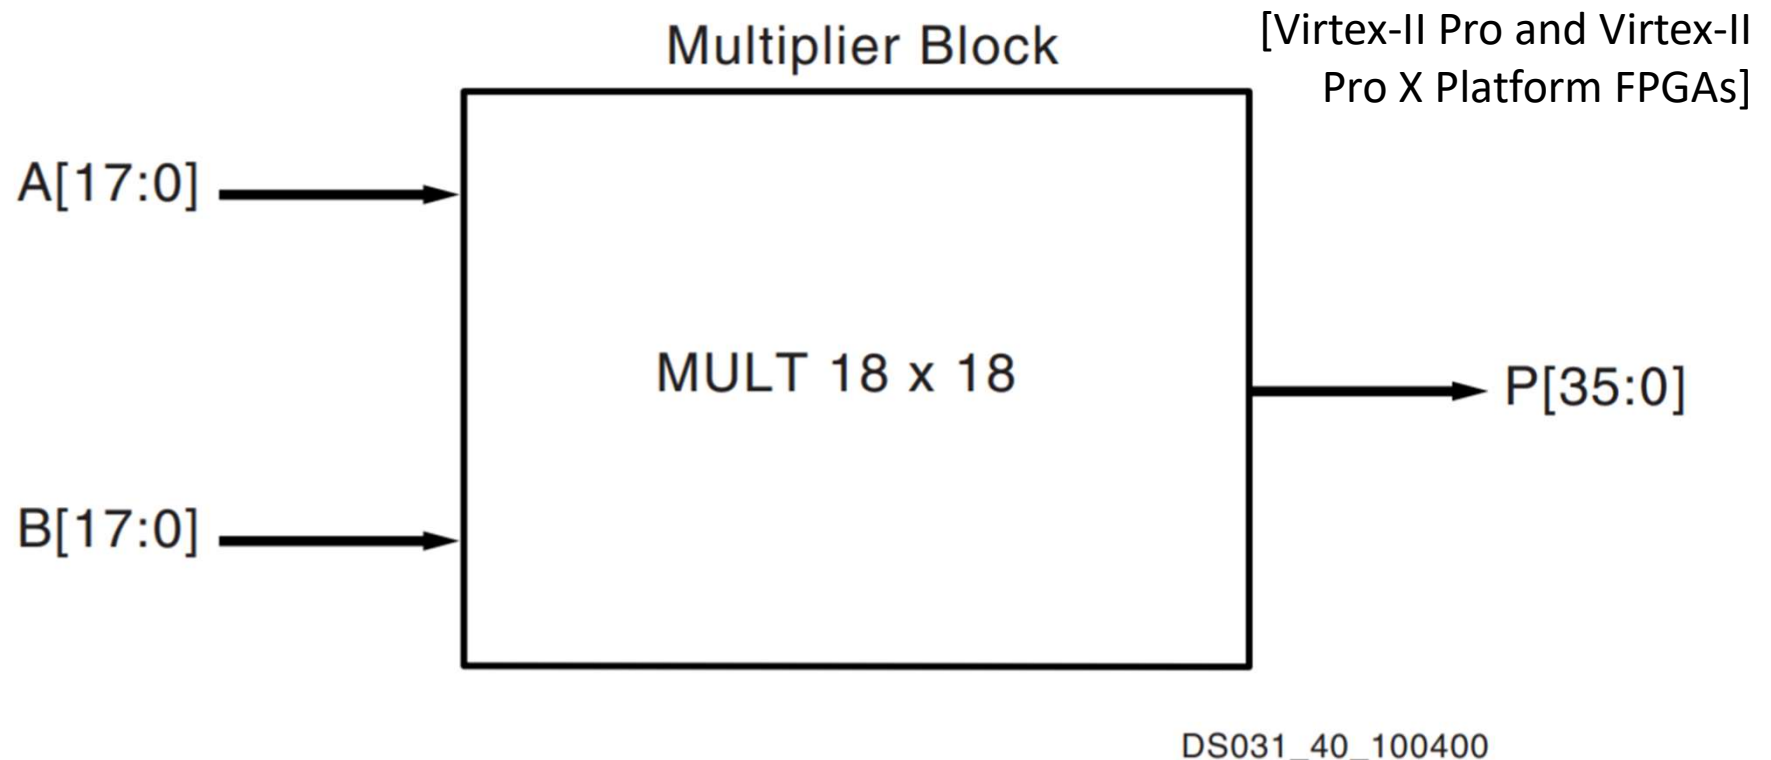 Multiplier Block
[Virtex-II Pro and Virtex-II
Pro X Platform FPGAs]
A[17:0]
MULT 18 x 18
P[35:0]
B[17:0]
DS031_40_100400